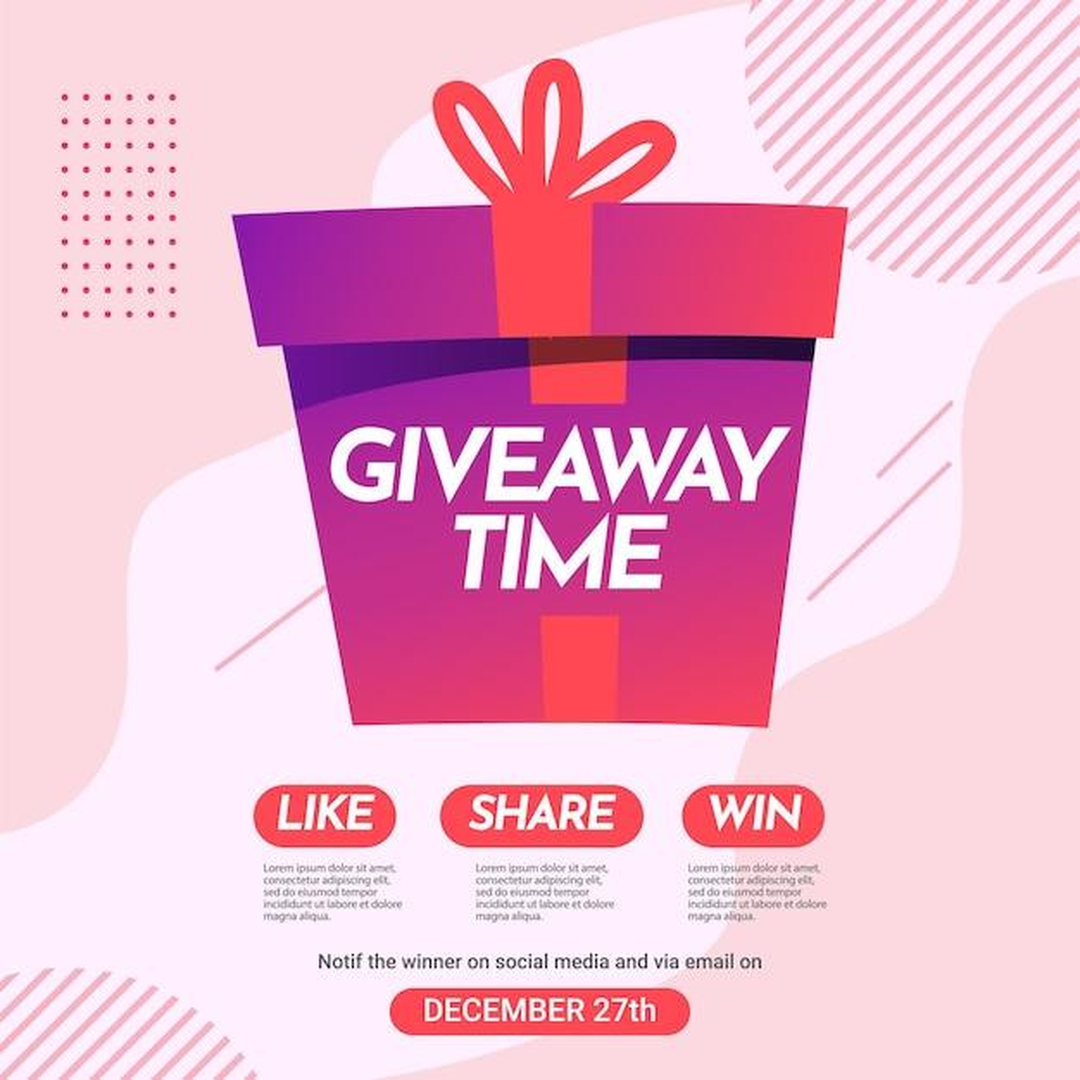 GIVEAWAY
TIME
LIKE
SHARE
WIN
Lorem ipsum dolor sit amet,
consectetur adipiscing elit,
sed do eiusmod tempor
incididunt ut labore et dolore
magna aliqua.
Lorem ipsum dolor sit amet,
consectetur adipiscing elit,
sed do eiusmod tempor
incididunt ut labore et dolore
magna aliqua.
Lorem ipsum dolor sit amet,
consectetur adipiscing elit,
sed do eiusmod tempor
incididunt ut labore et dolore
magna aliqua.
Notif the winner on social media and via email on
DECEMBER 27th